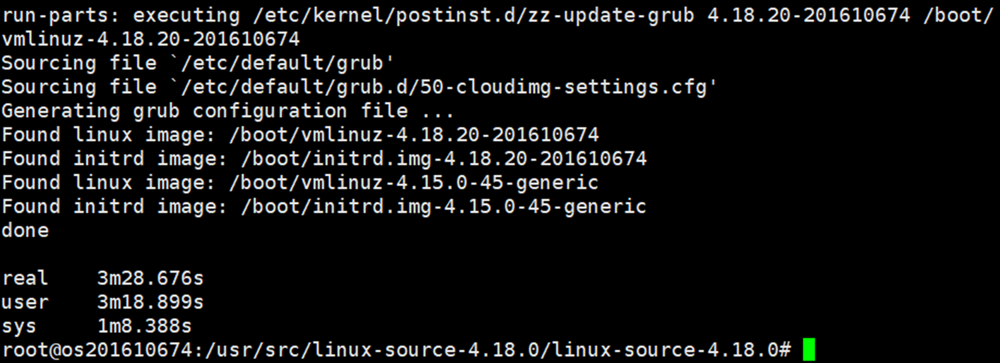 run-parts: executing /etc/kernel/postinst.d/zz-update-grub 4.18.20-201610674 /boot/
vmlinuz-4.18.20-201610674
Sourcing file `/etc/default/grub'
Sourcing file `/etc/default/grub.d/50-cloudimg-settings.cfg'
Generating grub configuration file ...
Found linux image: /boot/vmlinuz-4.18.20-201610674
Found initrd image: /boot/initrd.img-4.18.20-201610674
Found linux image: /boot/vmlinuz-4.15.0-45-generic
Found initrd image: /boot/initrd.img-4.15.0-45-generic
done

real    3m28.676s
user    3m18.899s
sys     1m8.388s
root@os201610674:/usr/src/linux-source-4.18.0/linux-source-4.18.0#